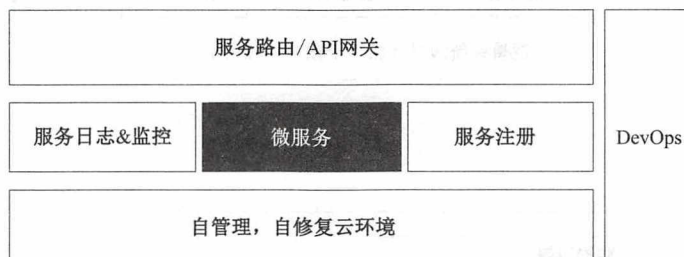 服务路由/API网关
服务日志&监控
微服务
服务注册
DevOps
自管理，自修复云环境